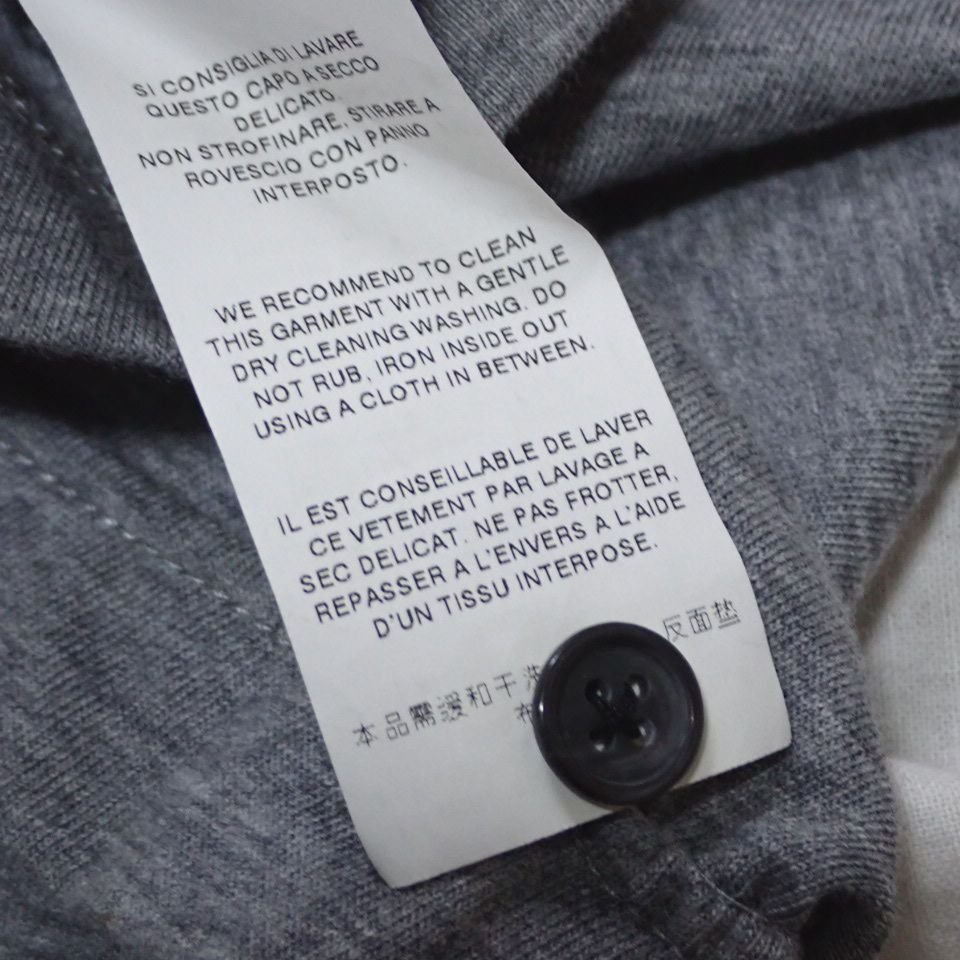 SI CONSIGLIA DI LAVARE
QUESTO CAPO A SECCO
DELICATO.
NON STROFINARE, STIRARE A
ROVESCIO CON PANNO
INTERPOSTO.
WE RECOMMEND TO CLEAN
THIS GARMENT WITH A GENTLE
DRY CLEANING WASHING. DO
NOT RUB, IRON INSIDE OUT
USING A CLOTH IN BETWEEN.
IL EST CONSEILLABLE DE LAVER
CE VETEMENT PAR LAVAGE A
SEC DELICAT. NE PAS FROTTER,
REPASSER A L'ENVERS A L'AIDE
D'UN TISSU INTERPOSE.
本品需缓和干洗 反面垫
布